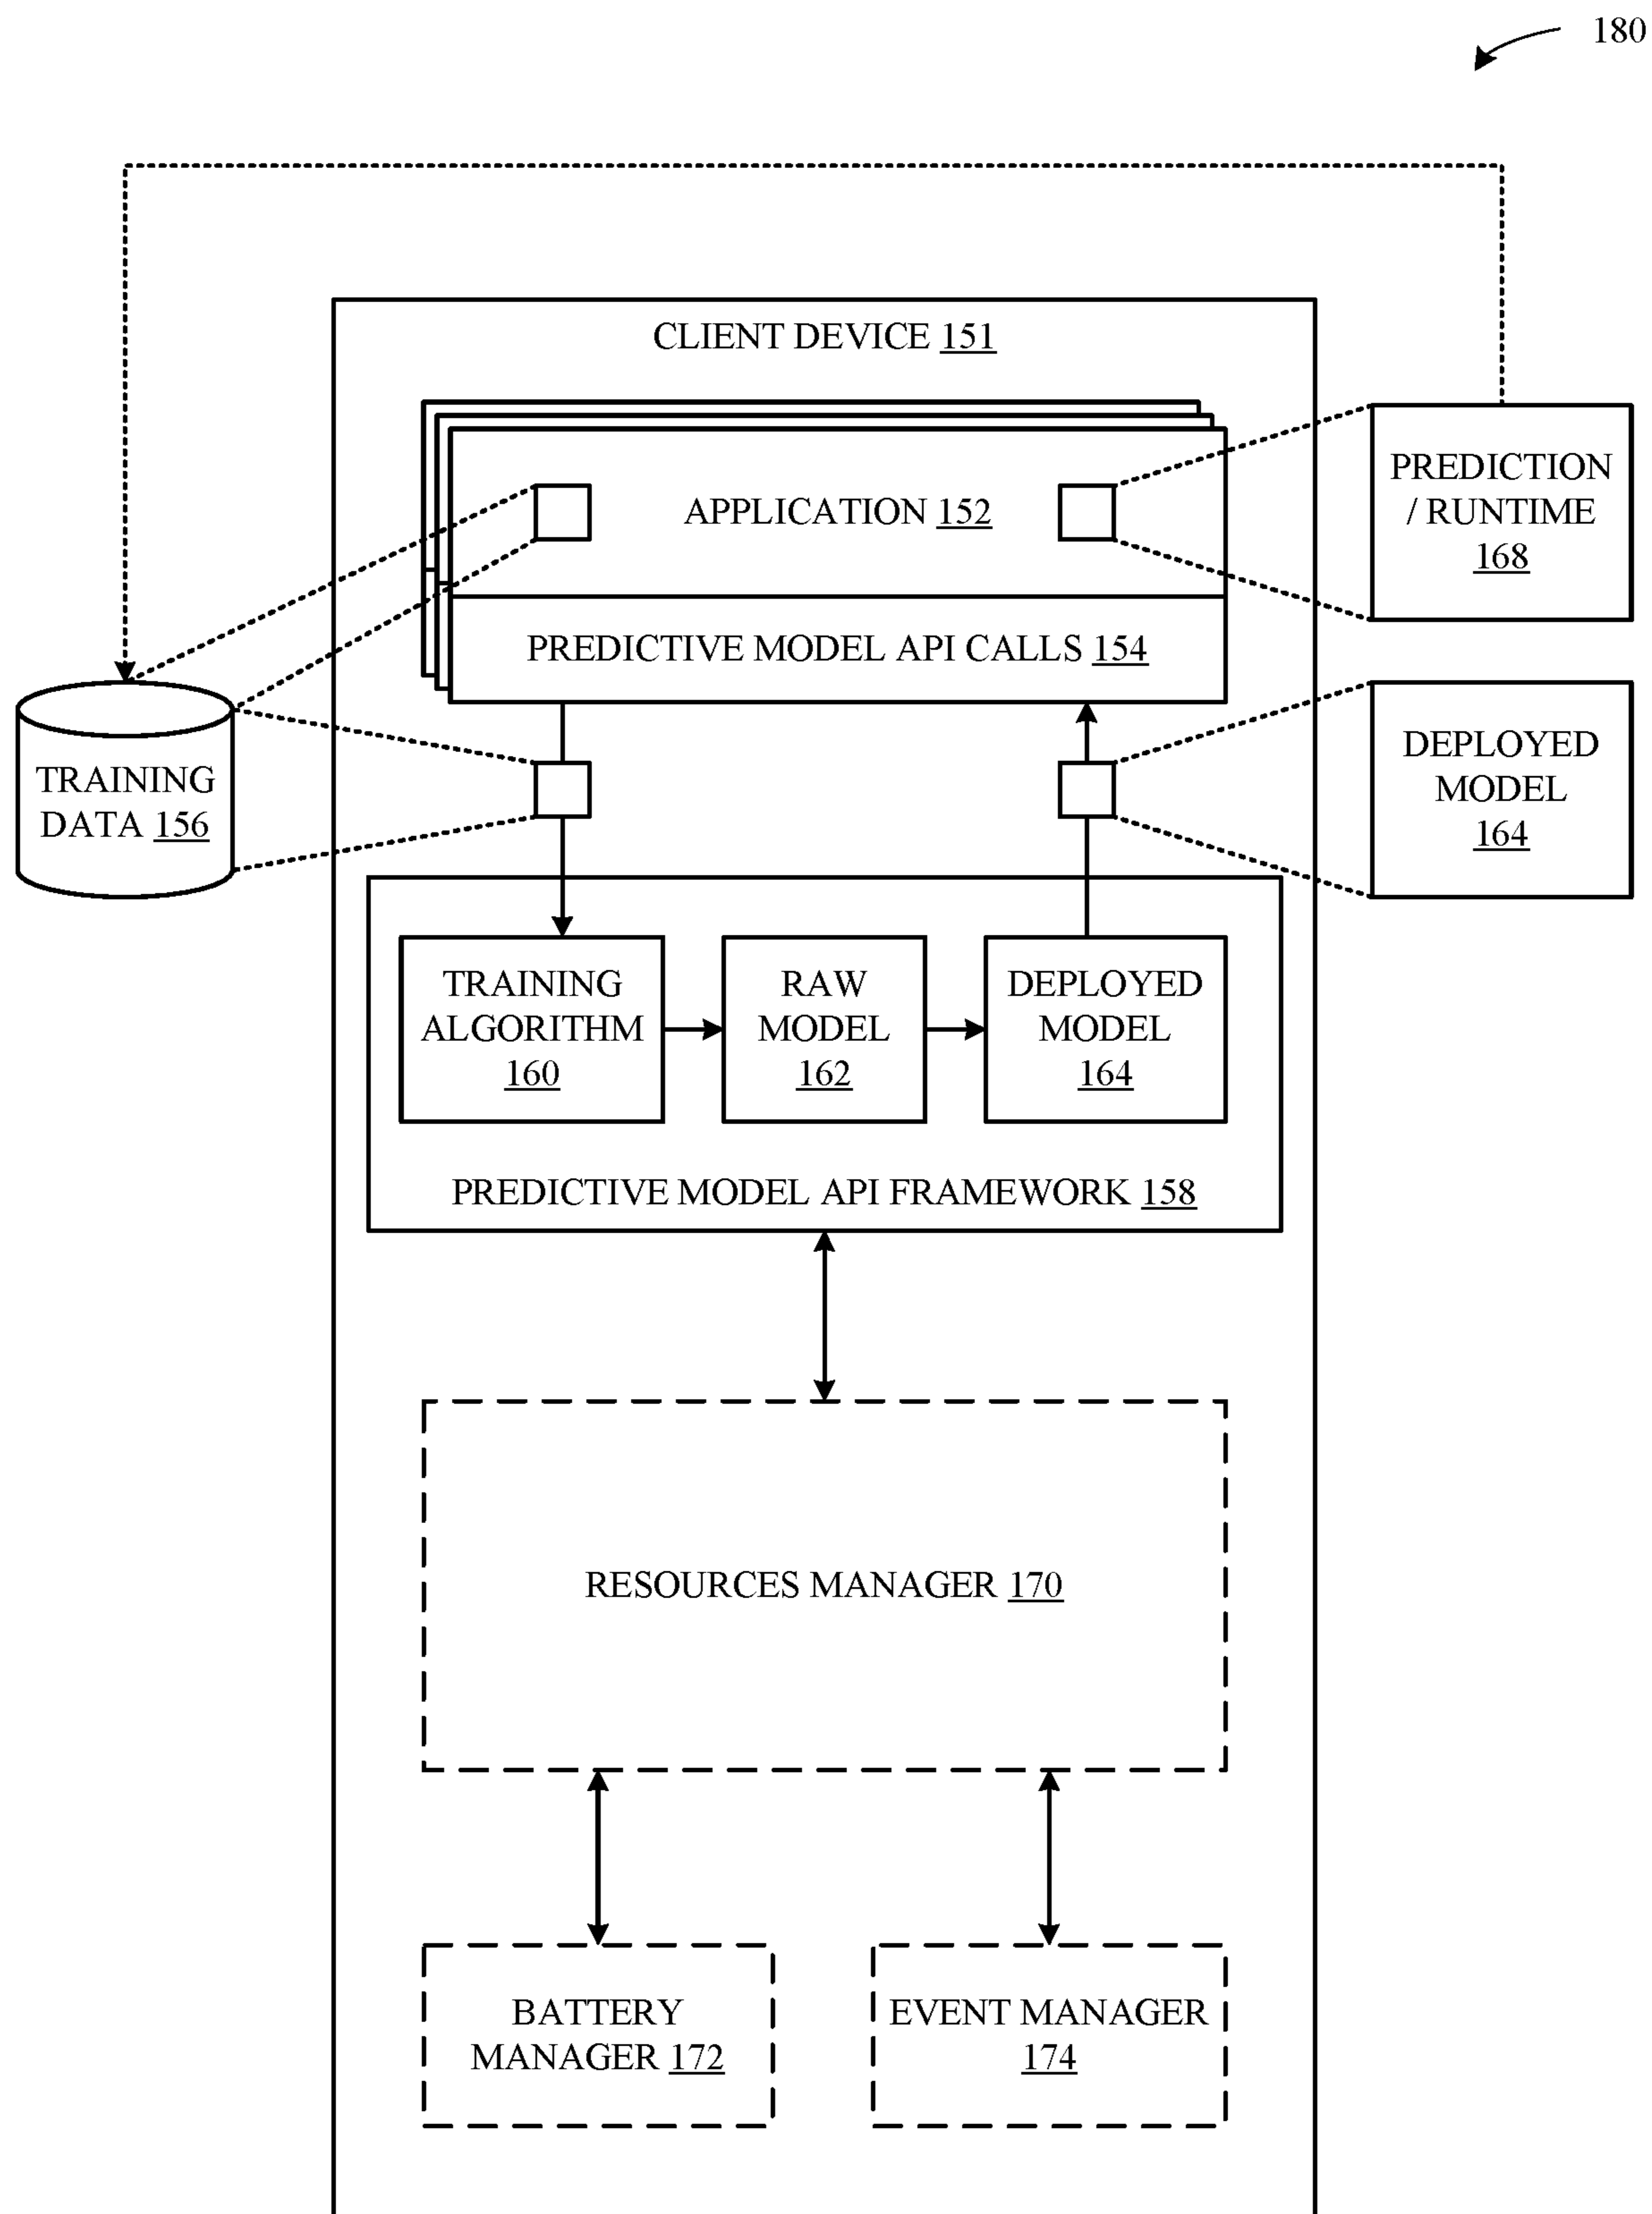 180
CLIENT DEVICE 151
APPLICATION 152
PREDICTION
/ RUNTIME
168
PREDICTIVE MODEL API CALLS 154
TRAINING
DATA 156
DEPLOYED
MODEL
164
TRAINING
ALGORITHM
160
RAW
MODEL
162
DEPLOYED
MODEL
164
PREDICTIVE MODEL API FRAMEWORK 158
RESOURCES MANAGER 170
BATTERY
MANAGER 172
EVENT MANAGER
174